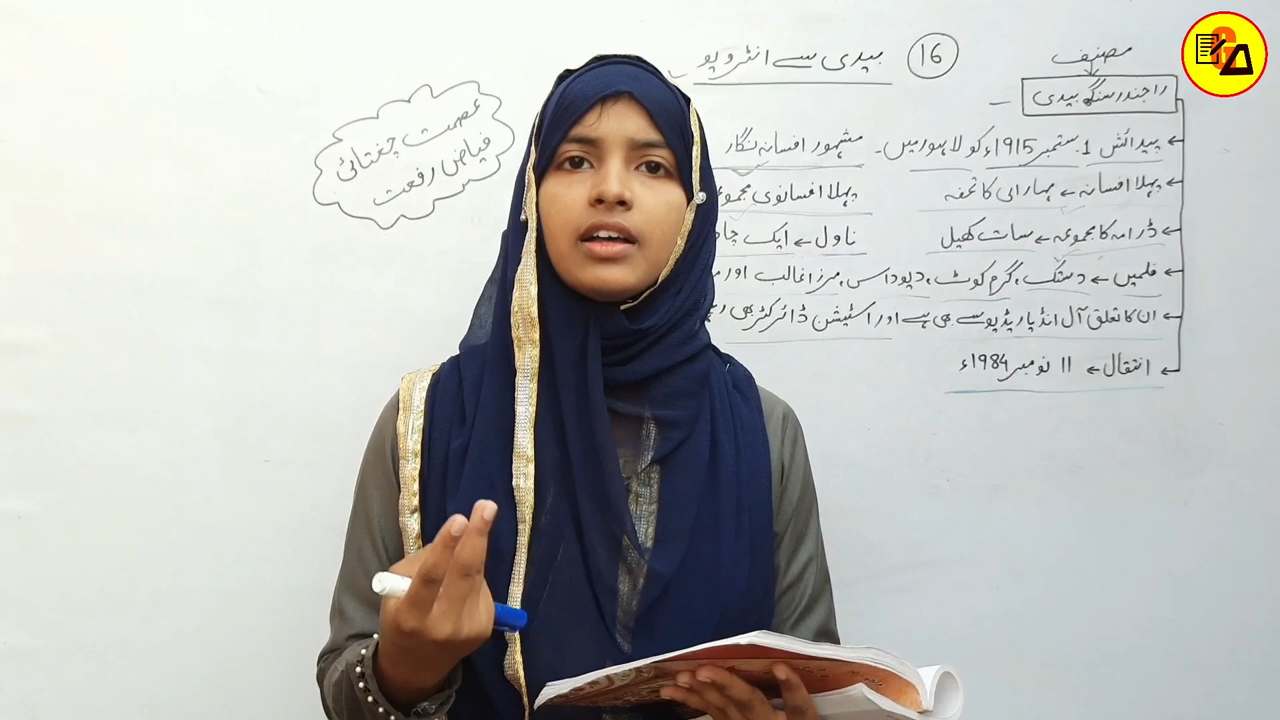 مصنف
راجندر سنگھ بیدی
16 بیدی سے انٹرویو
پیدائش 1 ستمبر 1915ء کو لاہور میں۔ مشہور افسانہ نگار
پہلا افسانہ ← مہارانی کا تحفہ پہلا افسانوی مجموعہ
ڈرامہ کا مجموعہ ← سات کھیل ناول ← ایک
فلمیں ← دستک، گرم کوٹ، دیوداس، مرزا غالب اور
ان کا تعلق آل انڈیا ریڈیو سے بھی ہے اور اسٹیشن ڈائرکٹر بھی
انتقال ← 11 نومبر 1984ء
عصمت چغتائی
فیاض رفعت